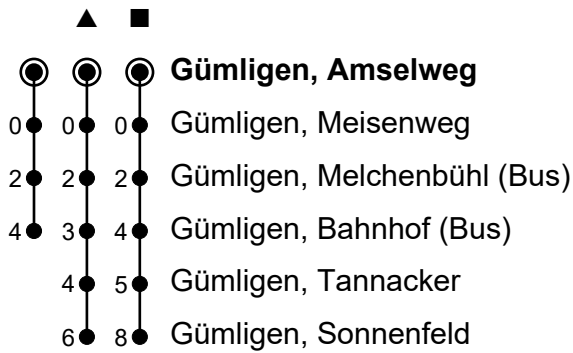 ▲ ■
Gümligen, Amselweg
0 0 0 Gümligen, Meisenweg
2 2 2 Gümligen, Melchenbühl (Bus)
4 3 4 Gümligen, Bahnhof (Bus)
4 5 Gümligen, Tannacker
6 8 Gümligen, Sonnenfeld